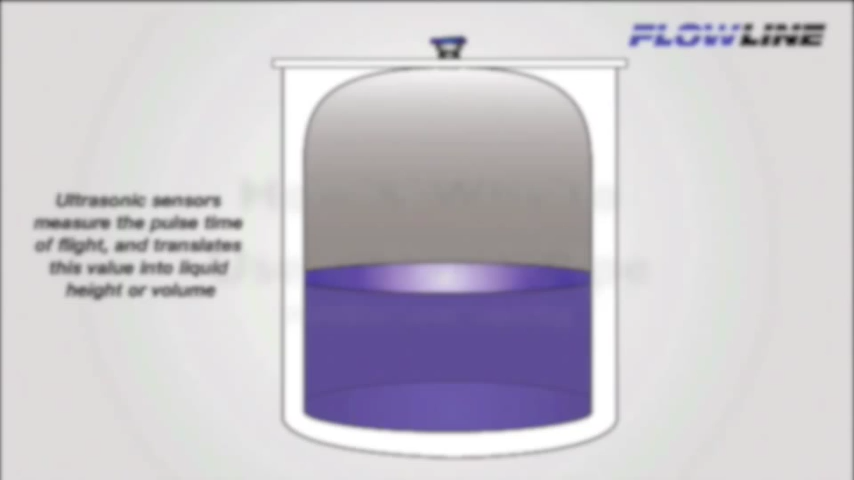 FLOWLINE
Ultrasonic sensors
measure the pulse time
of flight, and translates
this value into liquid
height or volume